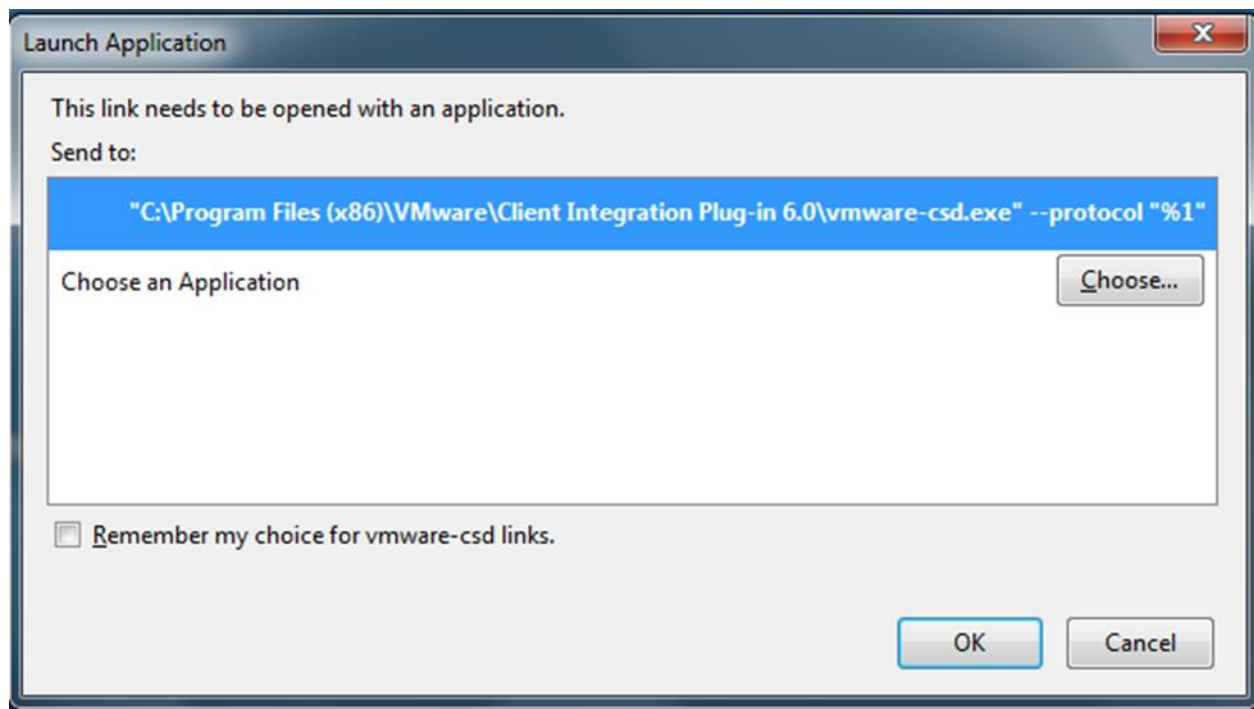 Launch Application
This link needs to be opened with an application.
Send to:
"C:\Program Files (x86)\VMware\Client Integration Plug-in 6.0\vmware-csd.exe" --protocol "%1"
Choose an Application
Choose...
Remember my choice for vmware-csd links.
OK
Cancel